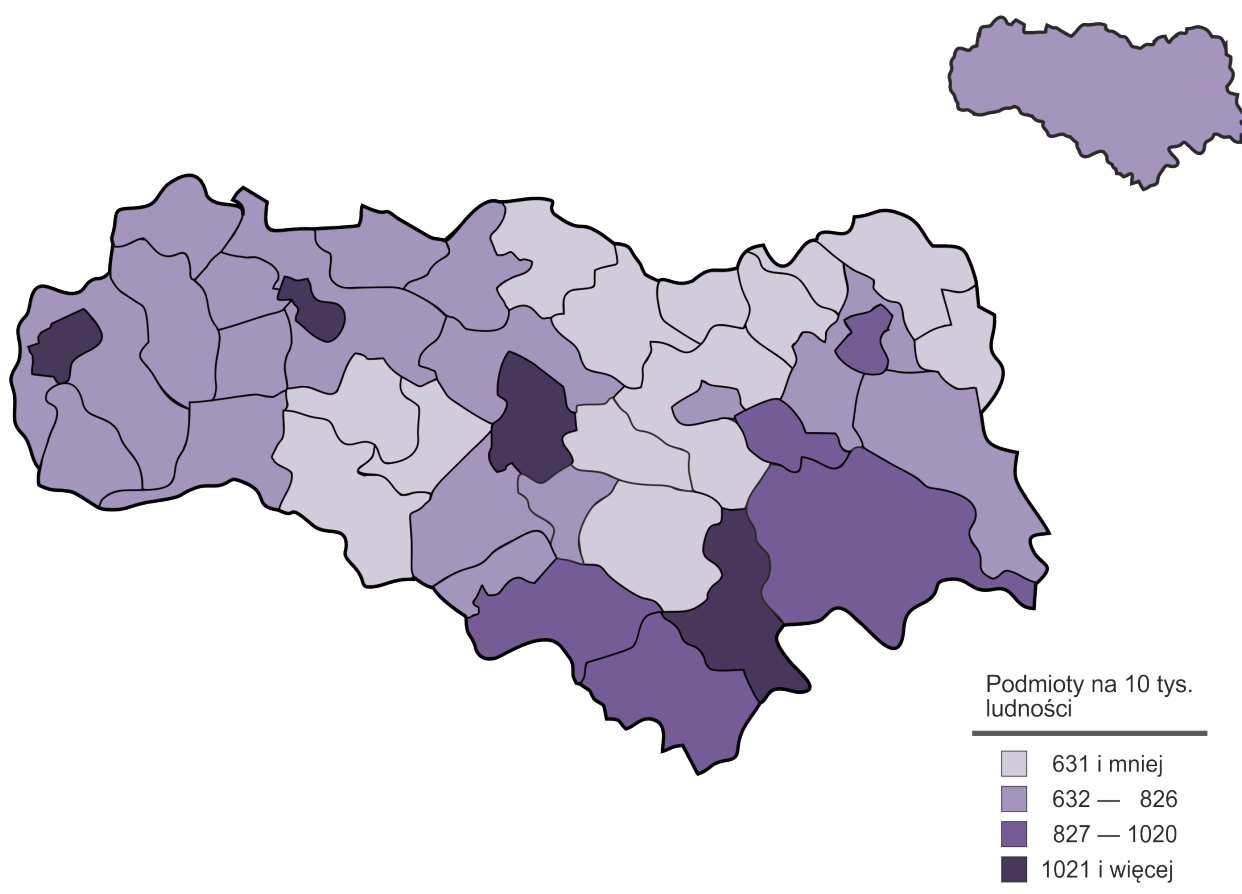 Podmioty na 10 tys.
ludności
631 i mniej
632 — 826
827 — 1020
1021 i więcej